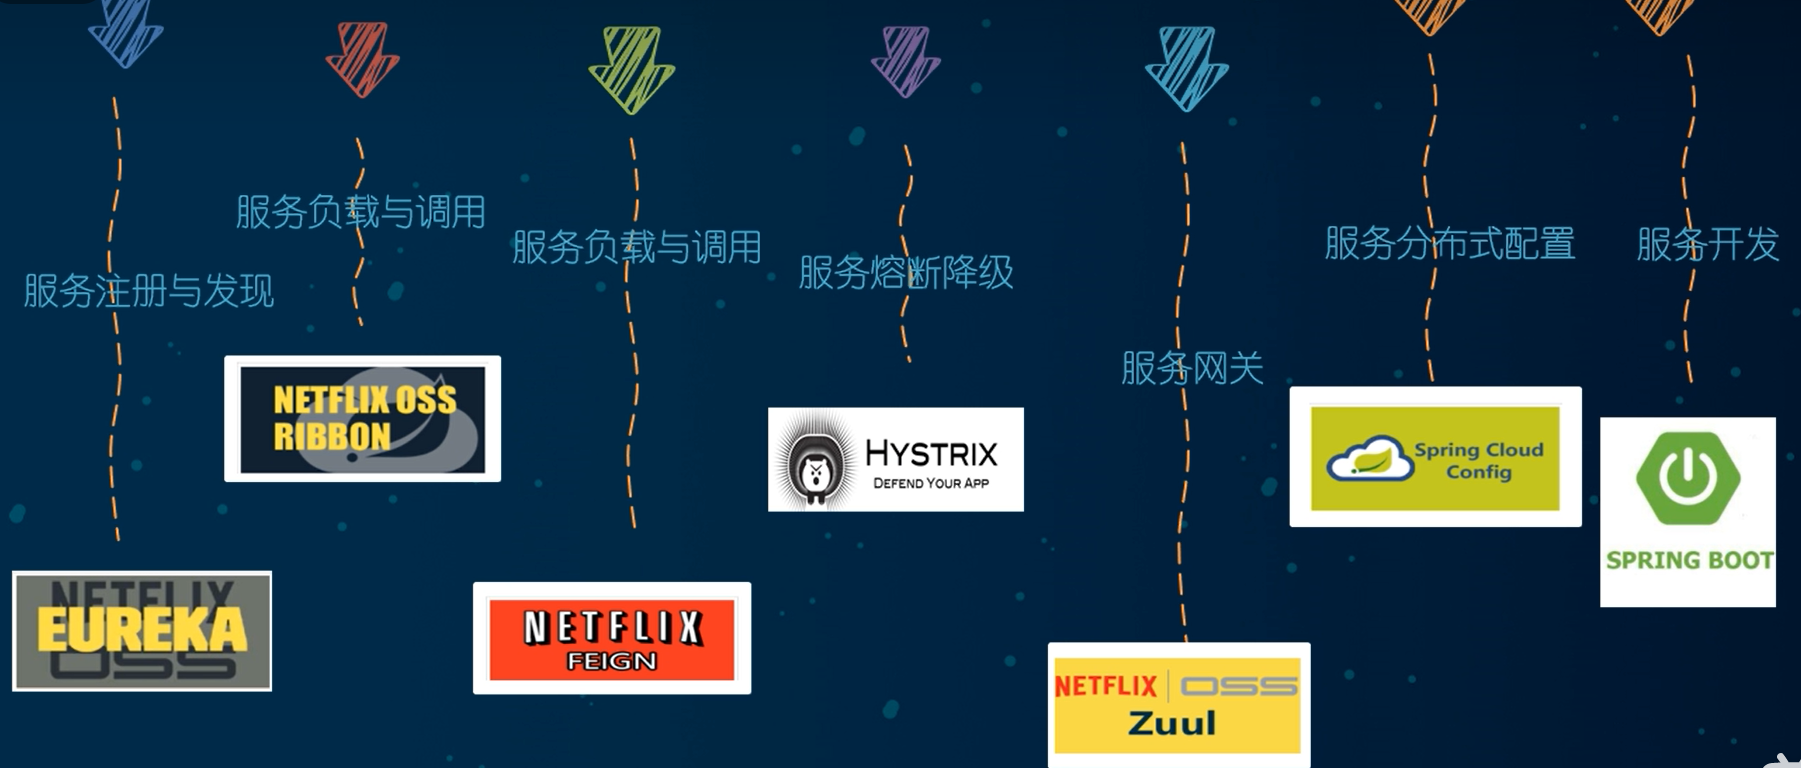 服务注册与发现
NETFLIX
EUREKA
OSS
服务负载与调用
NETFLIX OSS
RIBBON
服务负载与调用
NETFLIX
FEIGN
服务熔断降级
HYSTRIX
DEFEND YOUR APP
服务网关
NETFLIX | OSS
Zuul
服务分布式配置
Spring Cloud
Config
服务开发
SPRING BOOT